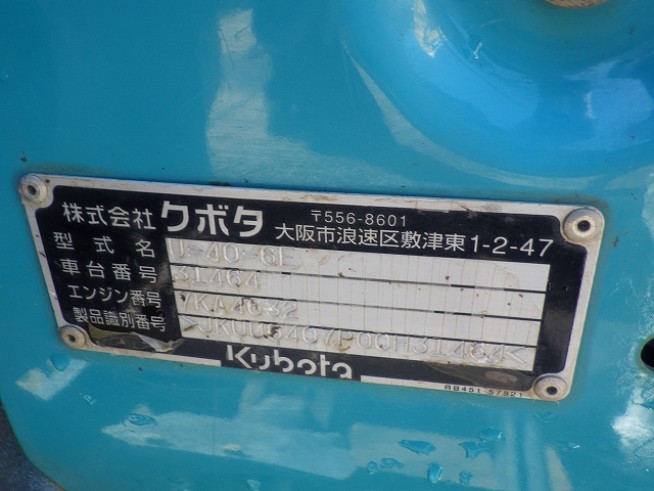 株式会社クボタ
〒556-8601
大阪市浪速区敷津東1-2-47
型式名 U-40-6E
車台番号 31464
エンジン番号 7KA4032
製品識別番号
Kubota